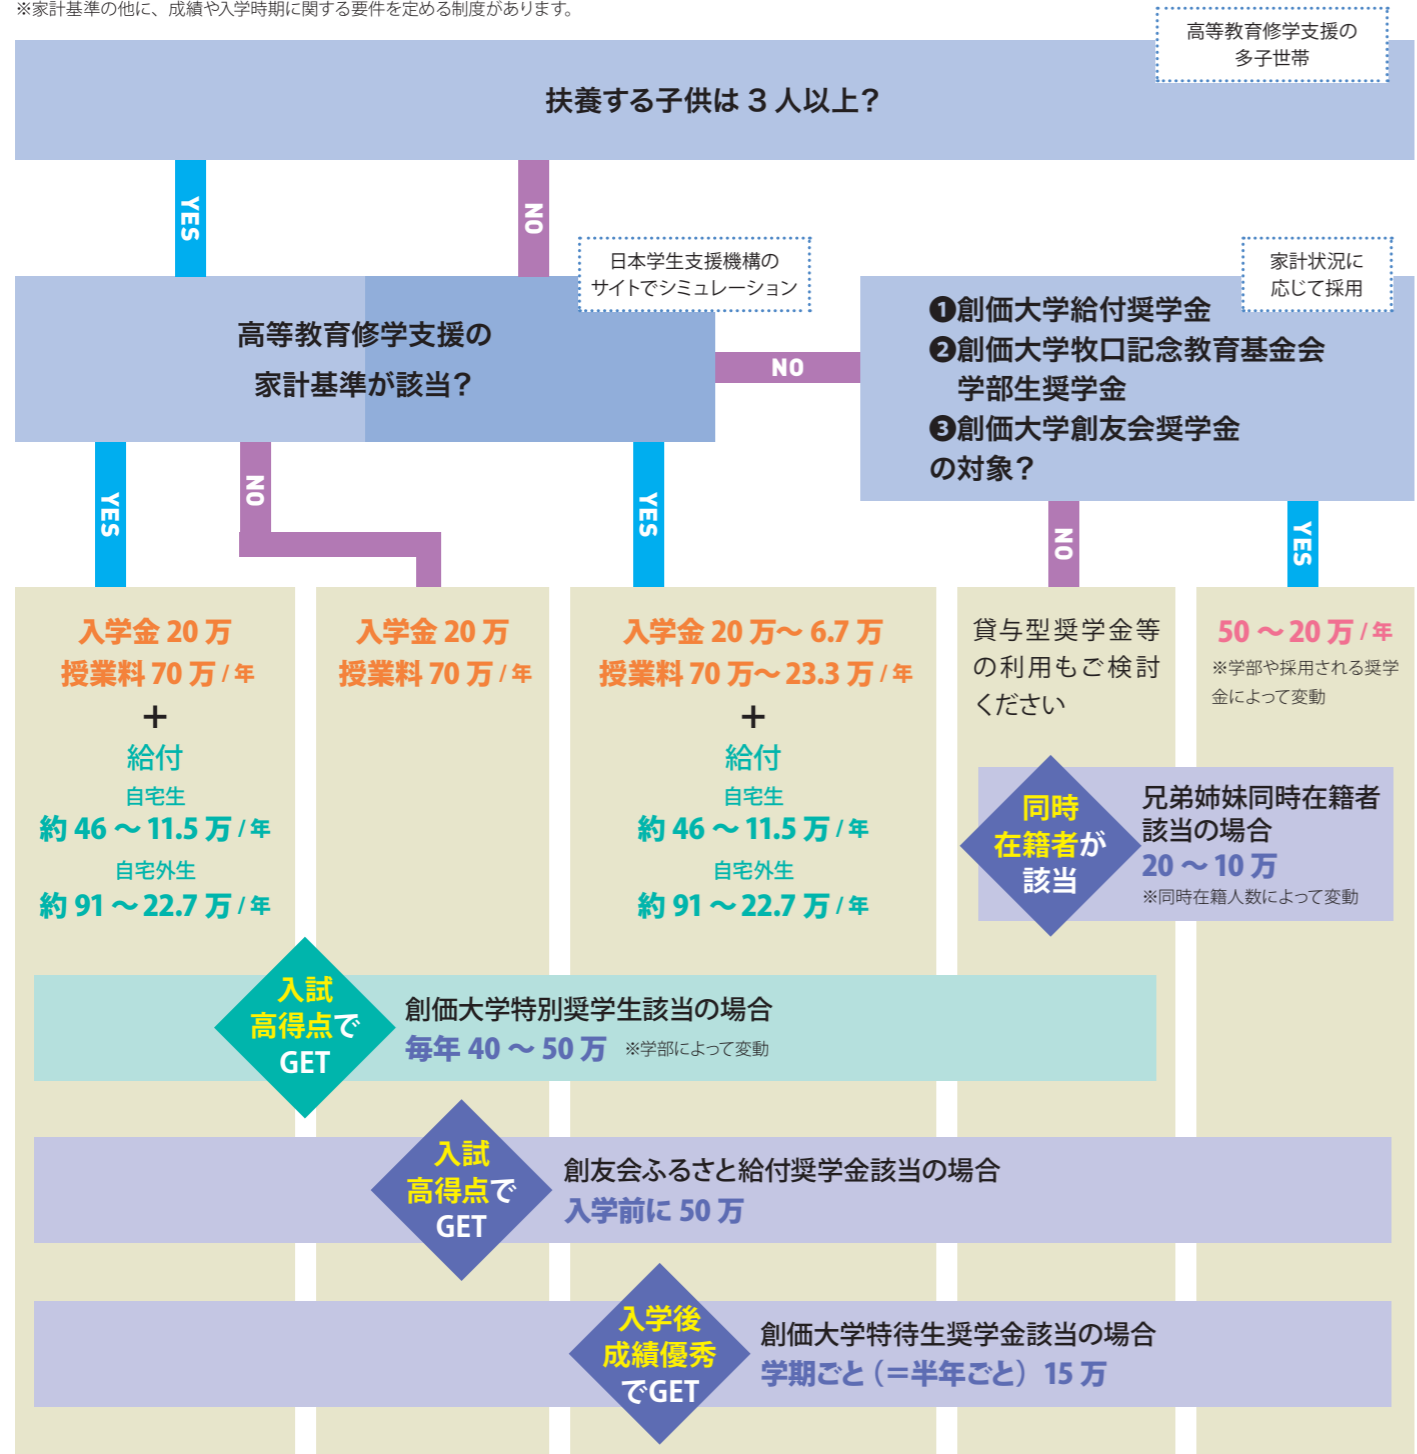 ※家計基準の他に、成績や入学時期に関する要件を定める制度があります。
高等教育修学支援の
多子世帯
扶養する子供は 3 人以上？
YES
NO
日本学生支援機構の
サイトでシミュレーション
高等教育修学支援の
家計基準が該当？
NO
家計状況に
応じて採用
❶創価大学給付奨学金
❷創価大学牧口記念教育基金会
学部生奨学金
❸創価大学創友会奨学金
の対象？
YES
NO
YES
NO
YES
入学金 20 万
授業料 70 万 / 年
＋
給付
自宅生
約 46 ～ 11.5 万 / 年
自宅外生
約 91 ～ 22.7 万 / 年
入学金 20 万
授業料 70 万 / 年
入学金 20 万～ 6.7 万
授業料 70 万～ 23.3 万 / 年
＋
給付
自宅生
約 46 ～ 11.5 万 / 年
自宅外生
約 91 ～ 22.7 万 / 年
貸与型奨学金等
の利用もご検討
ください
50 ～ 20 万 / 年
※学部や採用される奨学
金によって変動
同時
在籍者が
該当
兄弟姉妹同時在籍者
該当の場合
20 ～ 10 万
※同時在籍人数によって変動
入試
高得点で
GET
創価大学特別奨学生該当の場合
毎年 40 ～ 50 万 ※学部によって変動
入試
高得点で
GET
創友会ふるさと給付奨学金該当の場合
入学前に 50 万
入学後
成績優秀
でGET
創価大学特待生奨学金該当の場合
学期ごと（＝半年ごと）15 万